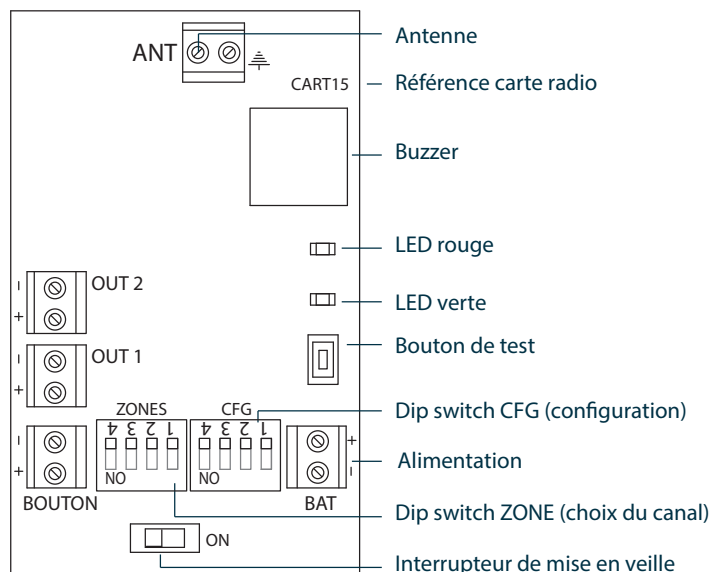 ANT
Antenne
CART15
Référence carte radio
Buzzer
LED rouge
OUT 2
-
+
LED verte
Bouton de test
OUT 1
-
+
ZONES
CFG
4 3 2 1
4 3 2 1
NO
NO
Dip switch CFG (configuration)
-
+
+
-
Alimentation
BOUTON
BAT
Dip switch ZONE (choix du canal)
ON
Interrupteur de mise en veille